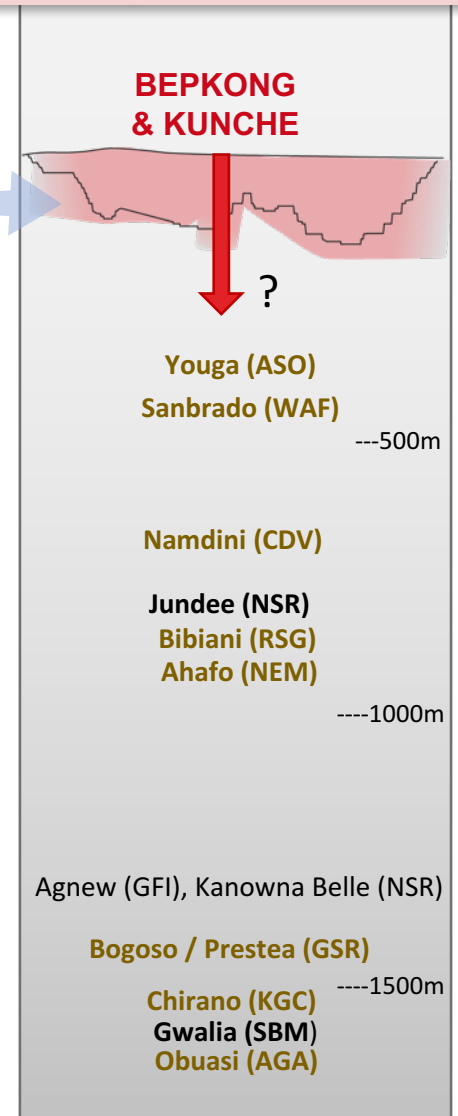 BEPKONG
& KUNCHE
?
Youga (ASO)
Sanbrado (WAF)
---500m
Namdini (CDV)
Jundee (NSR)
Bibiani (RSG)
Ahafo (NEM)
----1000m
Agnew (GFI), Kanowna Belle (NSR)
Bogoso / Prestea (GSR)
----1500m
Chirano (KGC)
Gwalia (SBM)
Obuasi (AGA)